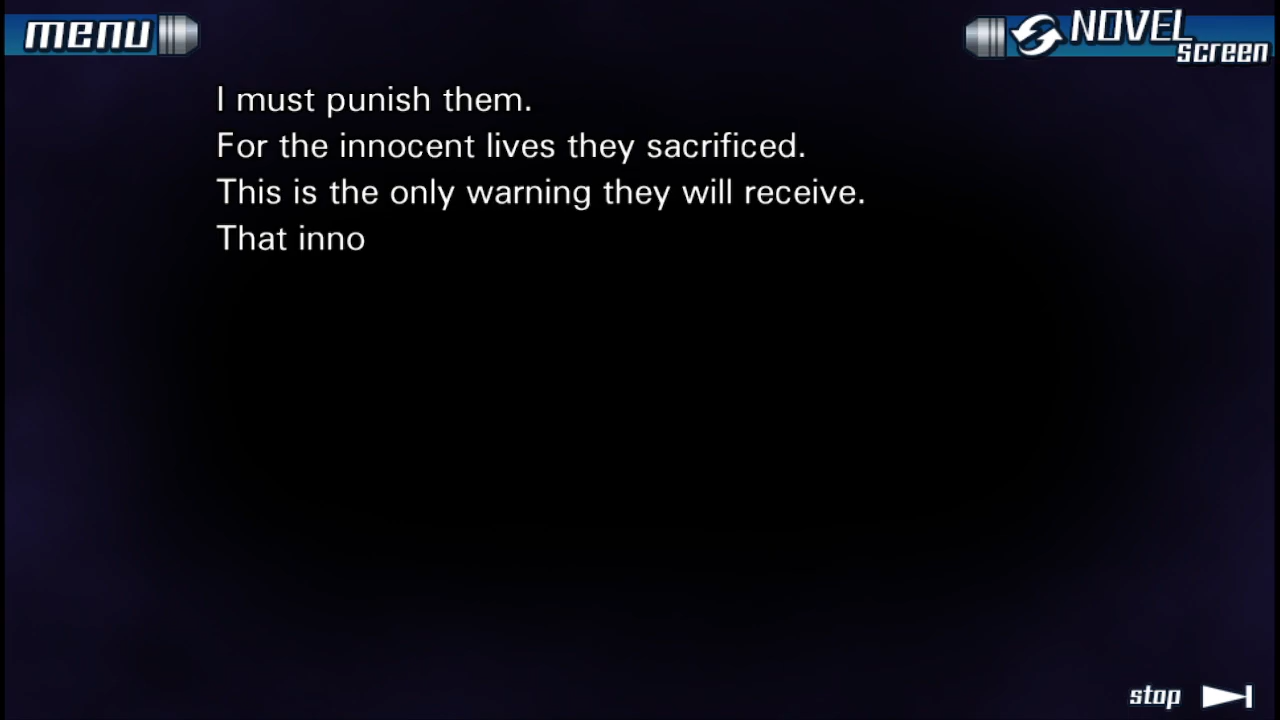 menu
NOVEL
screen
I must punish them.
For the innocent lives they sacrificed.
This is the only warning they will receive.
That inno
stop